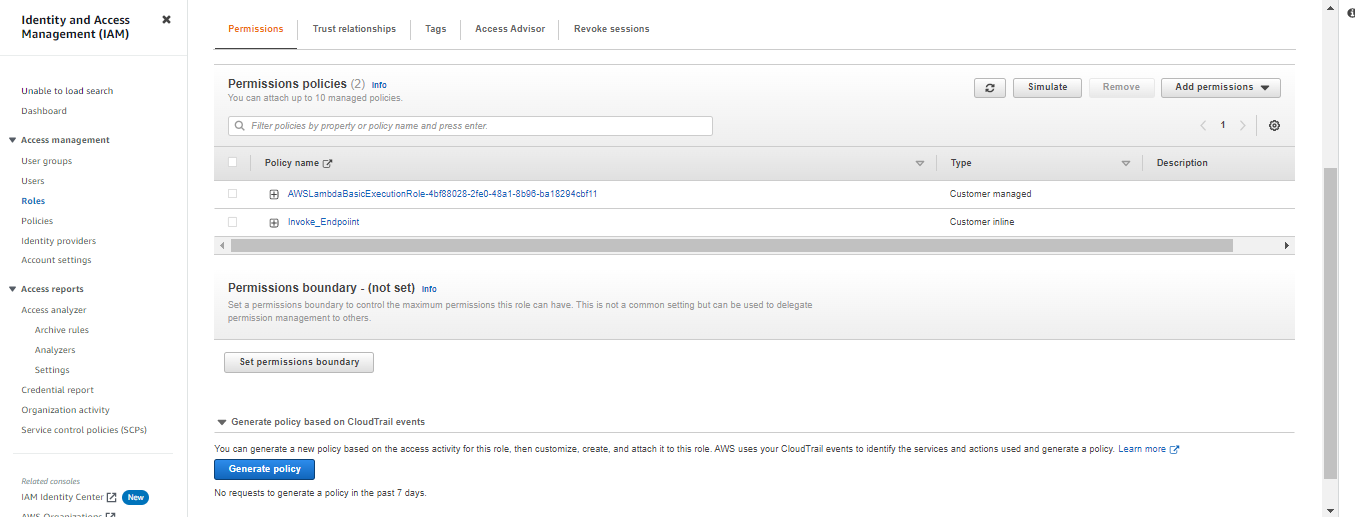 Identity and Access
Management (IAM)
Unable to load search
Dashboard
Access management
User groups
Users
Roles
Policies
Identity providers
Account settings
Access reports
Access analyzer
Archive rules
Analyzers
Settings
Credential report
Organization activity
Service control policies (SCPs)
Related consoles
IAM Identity Center New
AWS Organizations
Permissions Trust relationships Tags Access Advisor Revoke sessions
Permissions policies (2) Info
You can attach up to 10 managed policies.
Simulate Remove Add permissions
Filter policies by property or policy name and press enter.
1
Policy name Type Description
AWSLambdaBasicExecutionRole-4bf88028-2fe0-48a1-8b96-ba18294cbf11 Customer managed
Invoke_Endpoiint Customer inline
Permissions boundary - (not set) Info
Set a permissions boundary to control the maximum permissions this role can have. This is not a common setting but can be used to delegate
permission management to others.
Set permissions boundary
Generate policy based on CloudTrail events
You can generate a new policy based on the access activity for this role, then customize, create, and attach it to this role. AWS uses your CloudTrail events to identify the services and actions used and generate a policy. Learn more
Generate policy
No requests to generate a policy in the past 7 days.